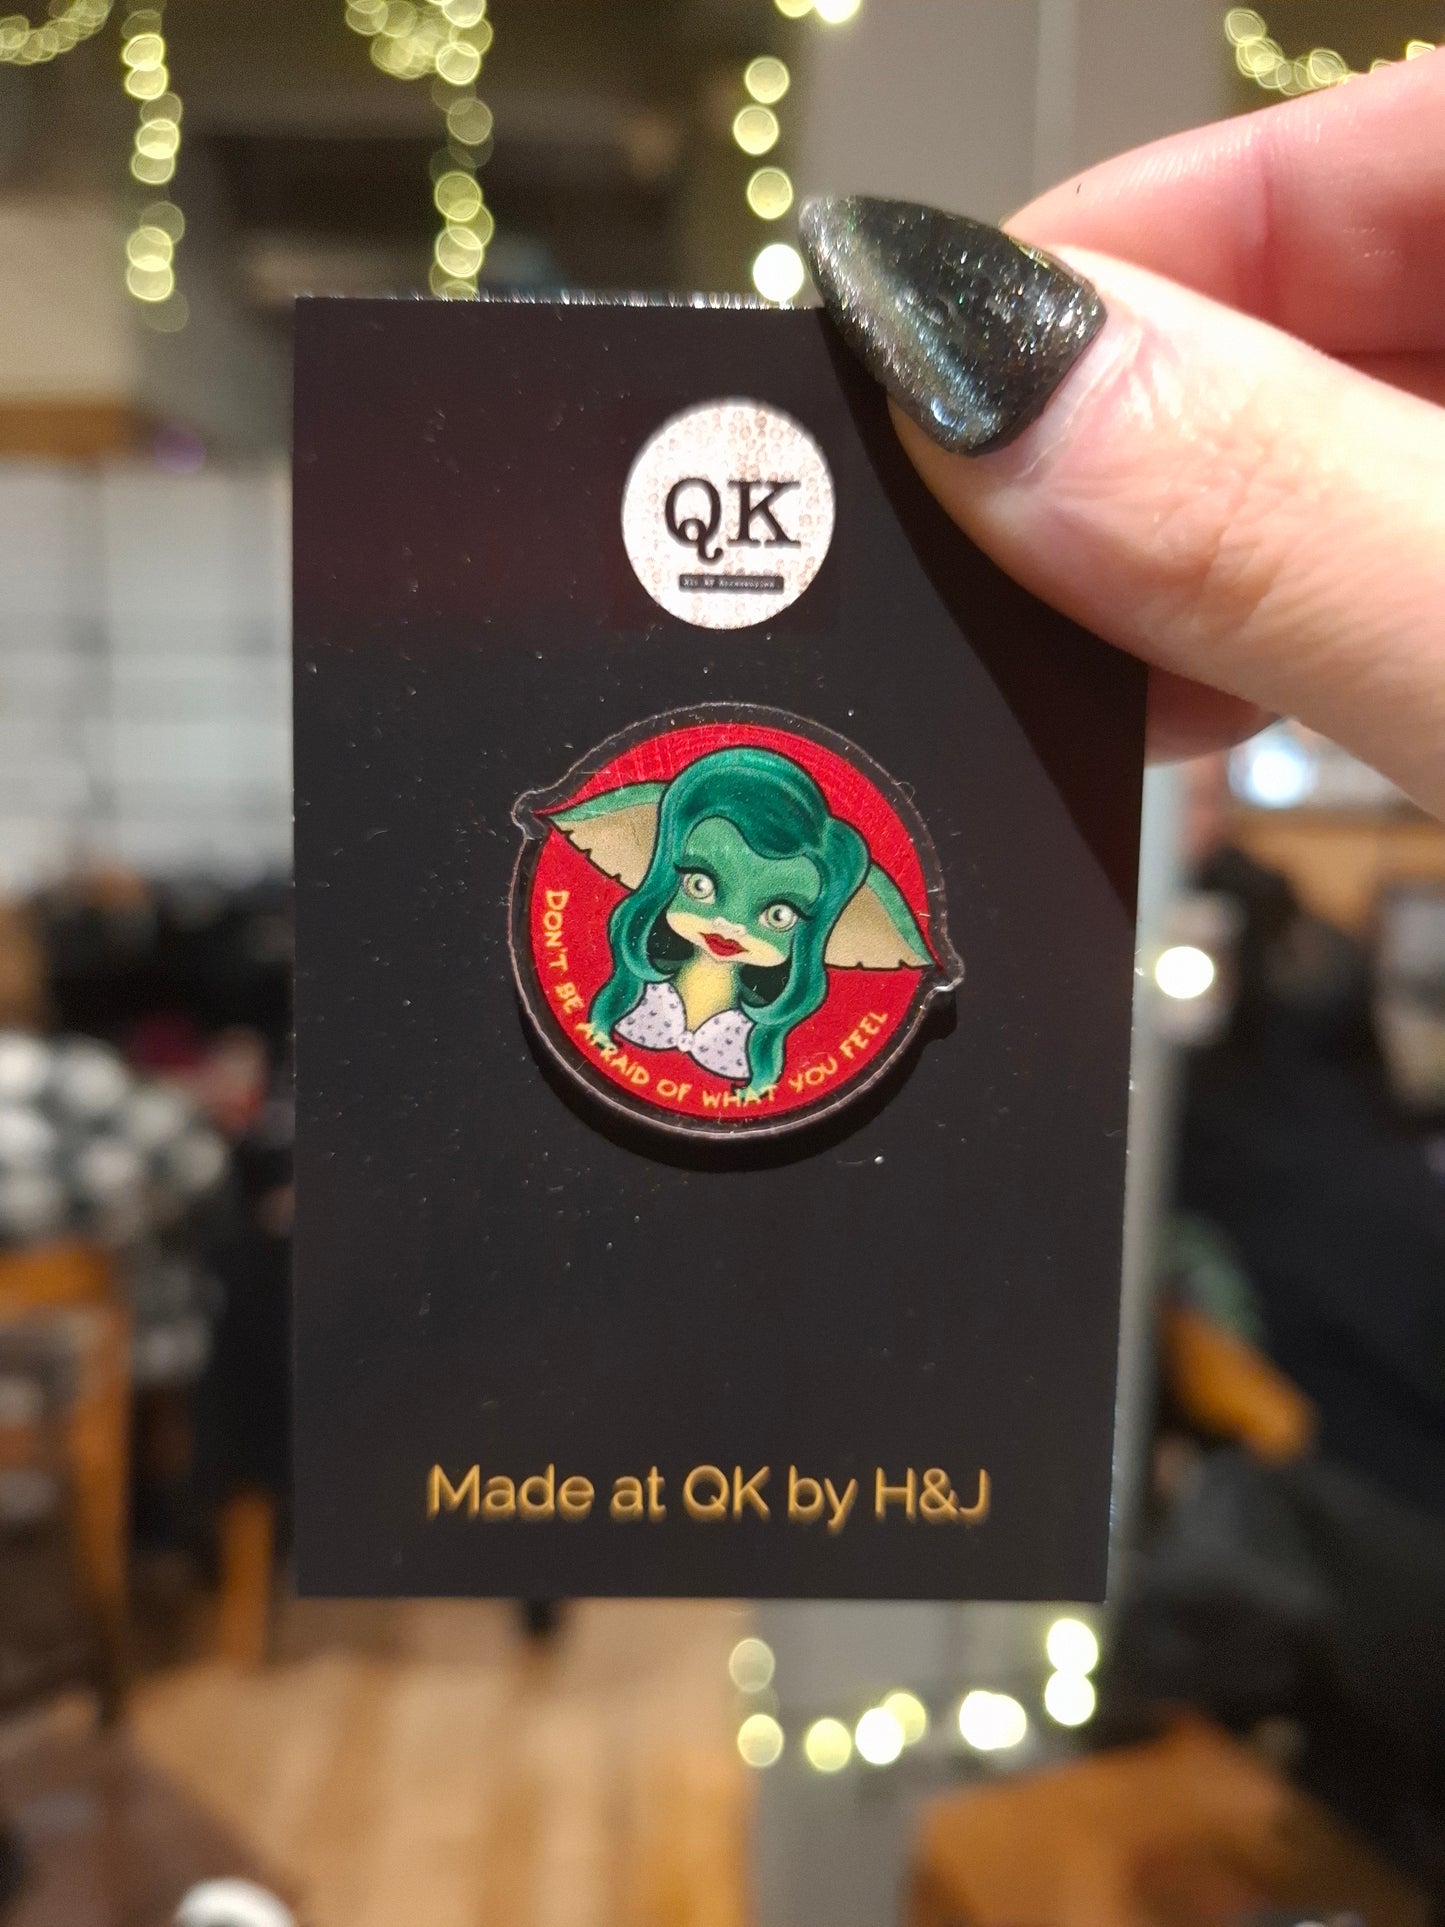 QK
DON'T BE AFRAID OF WHAT YOU FEEL
Made at QK by H&J